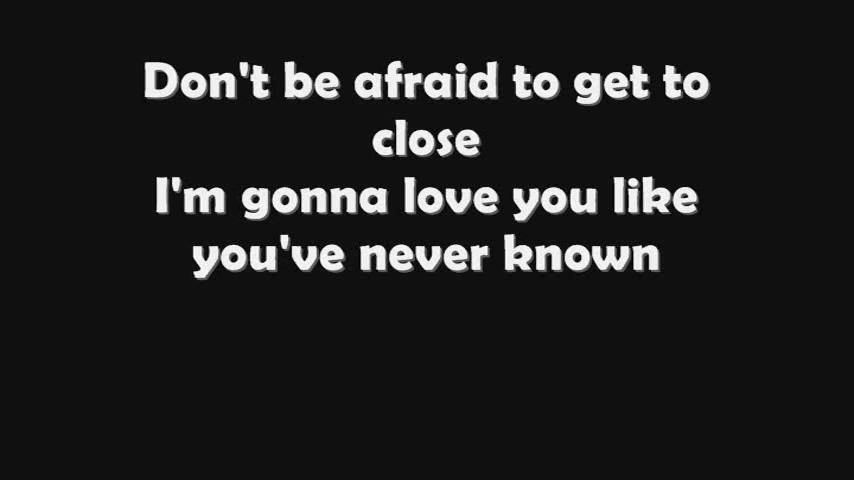 Don't be afraid to get to
close
I'm gonna love you like
you've never known